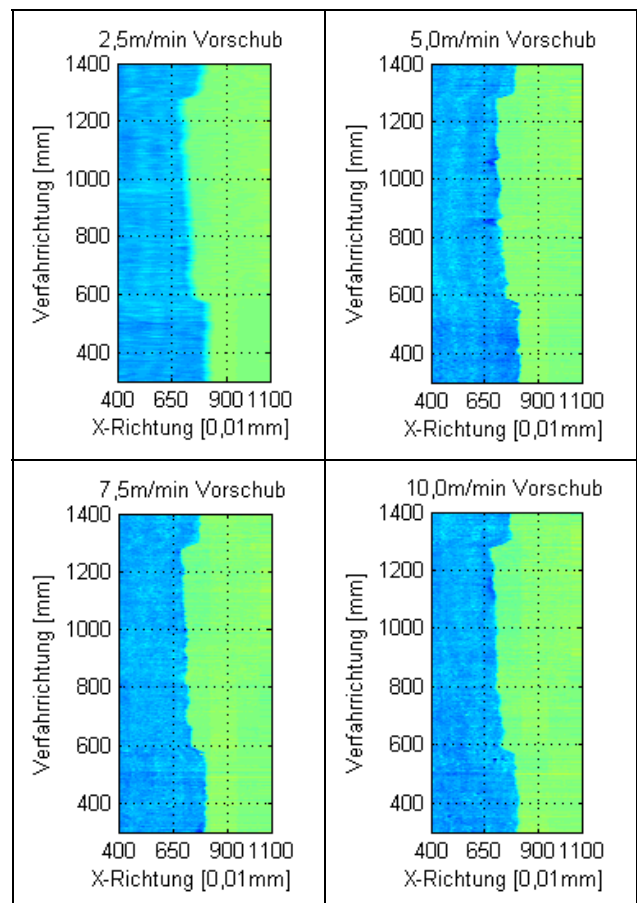 2,5m/min Vorschub
1400
1200
1000
800
600
400
Verfahrrichtung [mm]
400 650 900 1100
X-Richtung [0,01mm]
5,0m/min Vorschub
1400
1200
1000
800
600
400
Verfahrrichtung [mm]
400 650 900 1100
X-Richtung [0,01mm]
7,5m/min Vorschub
1400
1200
1000
800
600
400
Verfahrrichtung [mm]
400 650 900 1100
X-Richtung [0,01mm]
10,0m/min Vorschub
1400
1200
1000
800
600
400
Verfahrrichtung [mm]
400 650 900 1100
X-Richtung [0,01mm]